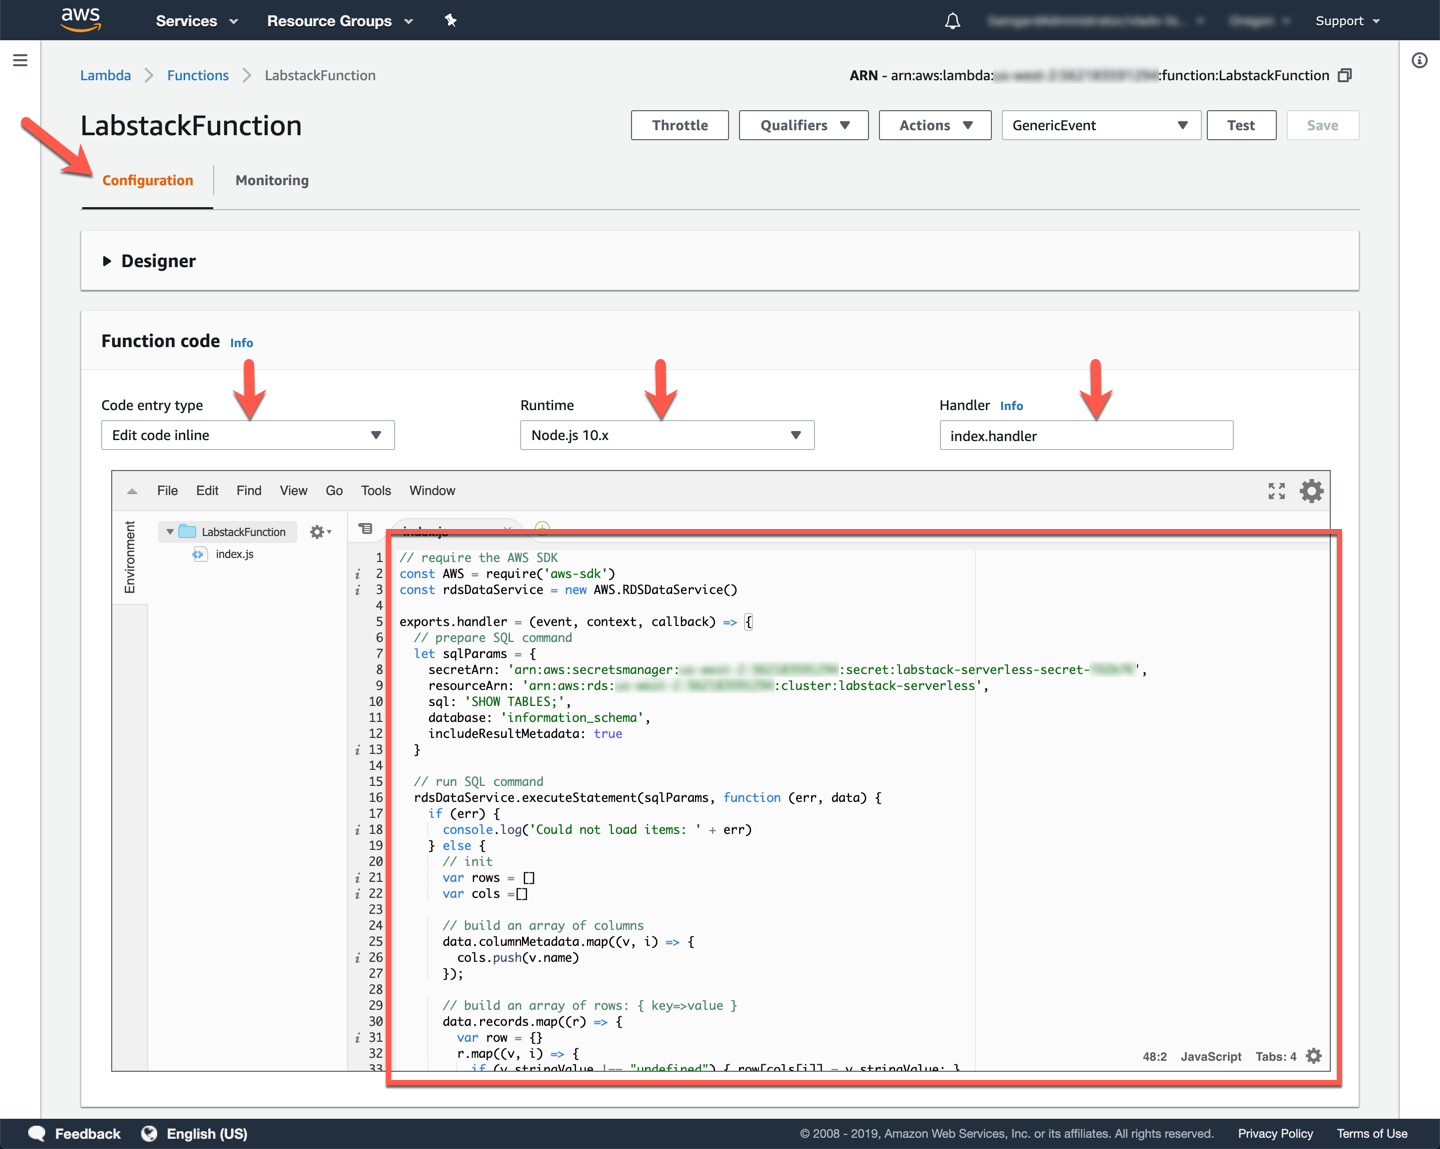 aws Services Resource Groups Support
Lambda Functions LabstackFunction ARN - arn:aws:lambda: :function:LabstackFunction
LabstackFunction Throttle Qualifiers Actions GenericEvent Test Save
Configuration Monitoring
Designer
Function code Info
Code entry type Runtime Handler Info
Edit code inline Node.js 10.x index.handler
File Edit Find View Go Tools Window
Environment
LabstackFunction
index.js
index.js
1 // require the AWS SDK
2 const AWS = require('aws-sdk')
3 const rdsDataService = new AWS.RDSDataService()
4
5 exports.handler = (event, context, callback) => {
6 // prepare SQL command
7 let sqlParams = {
8 secretArn: 'arn:aws:secretsmanager: :secret:labstack-serverless-secret- ',
9 resourceArn: 'arn:aws:rds: :cluster:labstack-serverless',
10 sql: 'SHOW TABLES;',
11 database: 'information_schema',
12 includeResultMetadata: true
13 }
14
15 // run SQL command
16 rdsDataService.executeStatement(sqlParams, function (err, data) {
17 if (err) {
18 console.log('Could not load items: ' + err)
19 } else {
20 // init
21 var rows = []
22 var cols =[]
23
24 // build an array of columns
25 data.columnMetadata.map((v, i) => {
26 cols.push(v.name)
27 });
28
29 // build an array of rows: { key=>value }
30 data.records.map((r) => {
31 var row = {}
32 r.map((v, i) => {
33 if (v.stringValue !== "undefined") { row[cols[i]] = v.stringValue; }
48:2 JavaScript Tabs: 4
Feedback English (US) © 2008 - 2019, Amazon Web Services, Inc. or its affiliates. All rights reserved. Privacy Policy Terms of Use